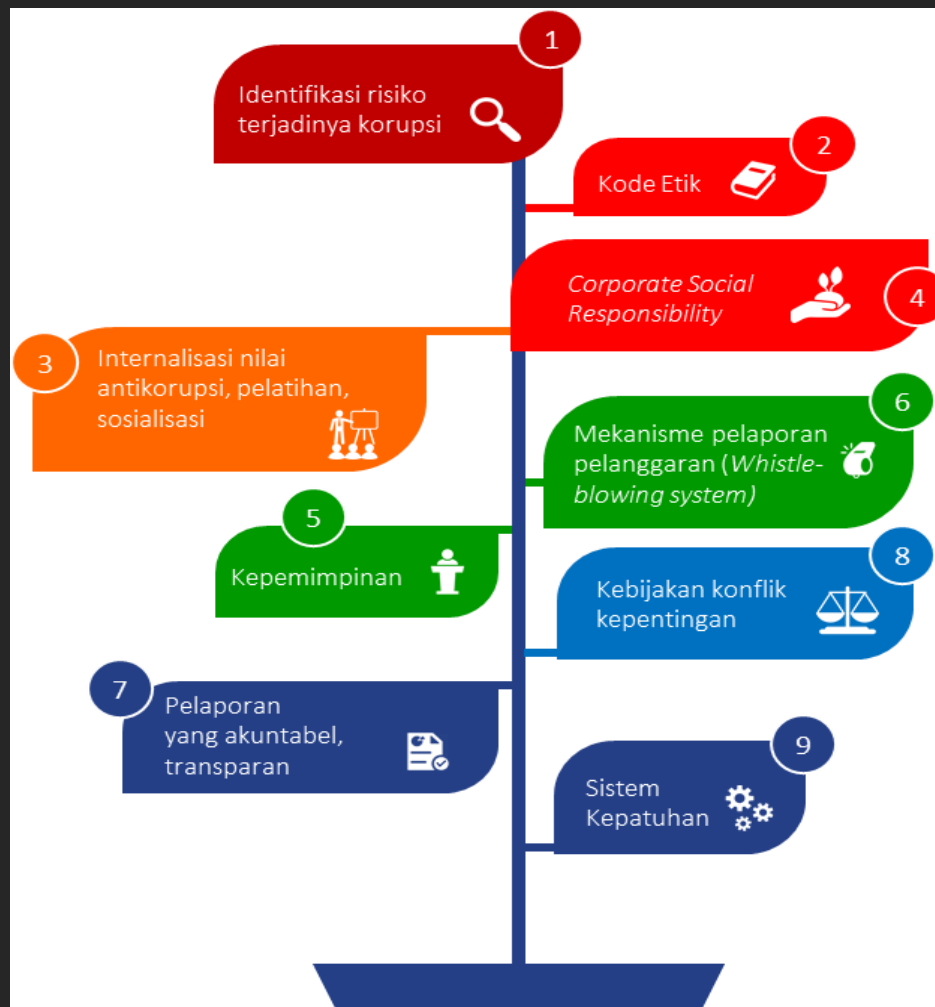 1
Identifikasi risiko
terjadinya korupsi
2
Kode Etik
3
Internalisasi nilai
antikorupsi, pelatihan,
sosialisasi
4
Corporate Social
Responsibility
5
Kepemimpinan
6
Mekanisme pelaporan
pelanggaran (Whistle-
blowing system)
7
Pelaporan
yang akuntabel,
transparan
8
Kebijakan konflik
kepentingan
9
Sistem
Kepatuhan